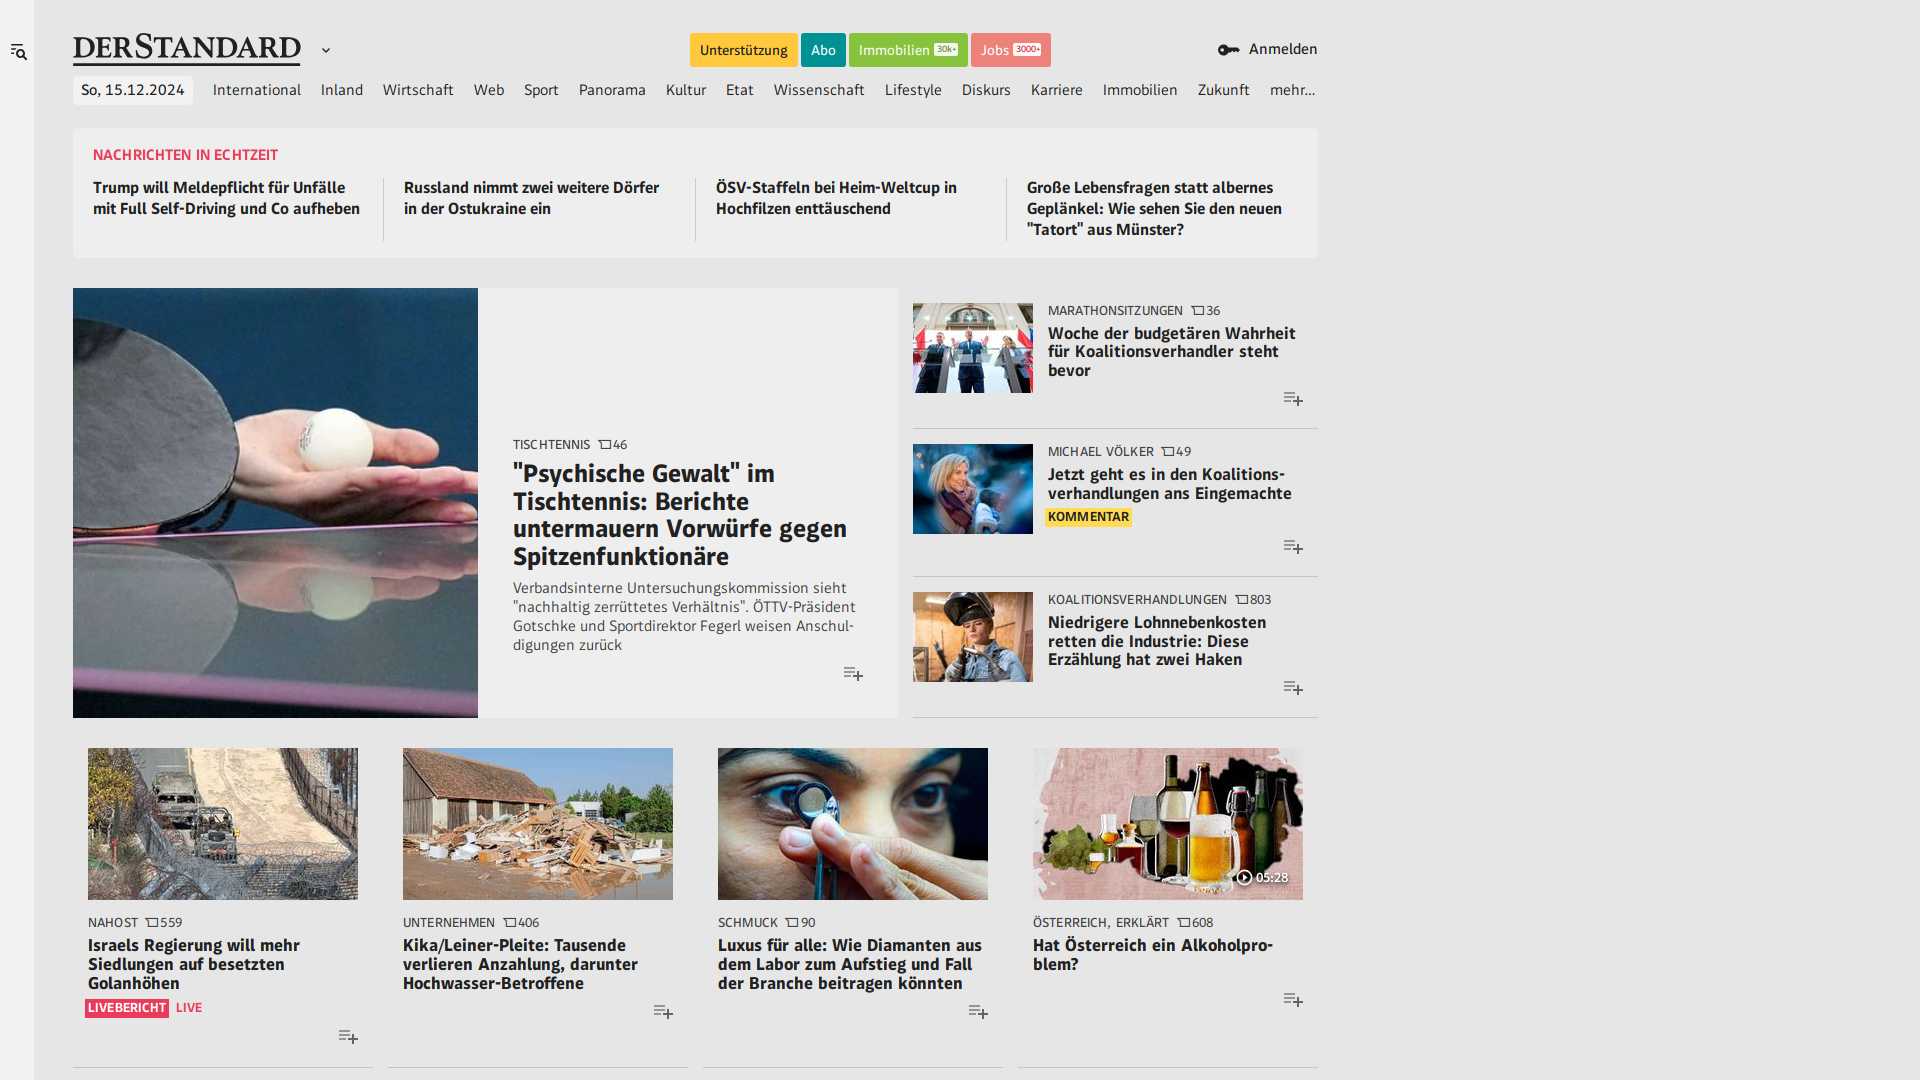 DERSTANDARD
Unterstützung
Abo
Immobilien 30k+
Jobs 3000+
Anmelden
So, 15.12.2024
International
Inland
Wirtschaft
Web
Sport
Panorama
Kultur
Etat
Wissenschaft
Lifestyle
Diskurs
Karriere
Immobilien
Zukunft
mehr...
NACHRICHTEN IN ECHTZEIT
Trump will Meldepflicht für Unfälle
mit Full Self-Driving und Co aufheben
Russland nimmt zwei weitere Dörfer
in der Ostukraine ein
ÖSV-Staffeln bei Heim-Weltcup in
Hochfilzen enttäuschend
Große Lebensfragen statt albernes
Geplänkel: Wie sehen Sie den neuen
"Tatort" aus Münster?
TISCHTENNIS 46
"Psychische Gewalt" im
Tischtennis: Berichte
untermauern Vorwürfe gegen
Spitzenfunktionäre
Verbandsinterne Untersuchungskommission sieht
"nachhaltig zerrüttetes Verhältnis". ÖTTV-Präsident
Gotschke und Sportdirektor Fegerl weisen Anschul-
digungen zurück
MARATHONSITZUNGEN 36
Woche der budgetären Wahrheit
für Koalitionsverhandler steht
bevor
MICHAEL VÖLKER 49
Jetzt geht es in den Koalitions-
verhandlungen ans Eingemachte
KOMMENTAR
KOALITIONSVERHANDLUNGEN 803
Niedrigere Lohnnebenkosten
retten die Industrie: Diese
Erzählung hat zwei Haken
NAHOST 559
Israels Regierung will mehr
Siedlungen auf besetzten
Golanhöhen
LIVEBERICHT LIVE
UNTERNEHMEN 406
Kika/Leiner-Pleite: Tausende
verlieren Anzahlung, darunter
Hochwasser-Betroffene
SCHMUCK 90
Luxus für alle: Wie Diamanten aus
dem Labor zum Aufstieg und Fall
der Branche beitragen könnten
05:28
ÖSTERREICH, ERKLÄRT 608
Hat Österreich ein Alkoholpro-
blem?